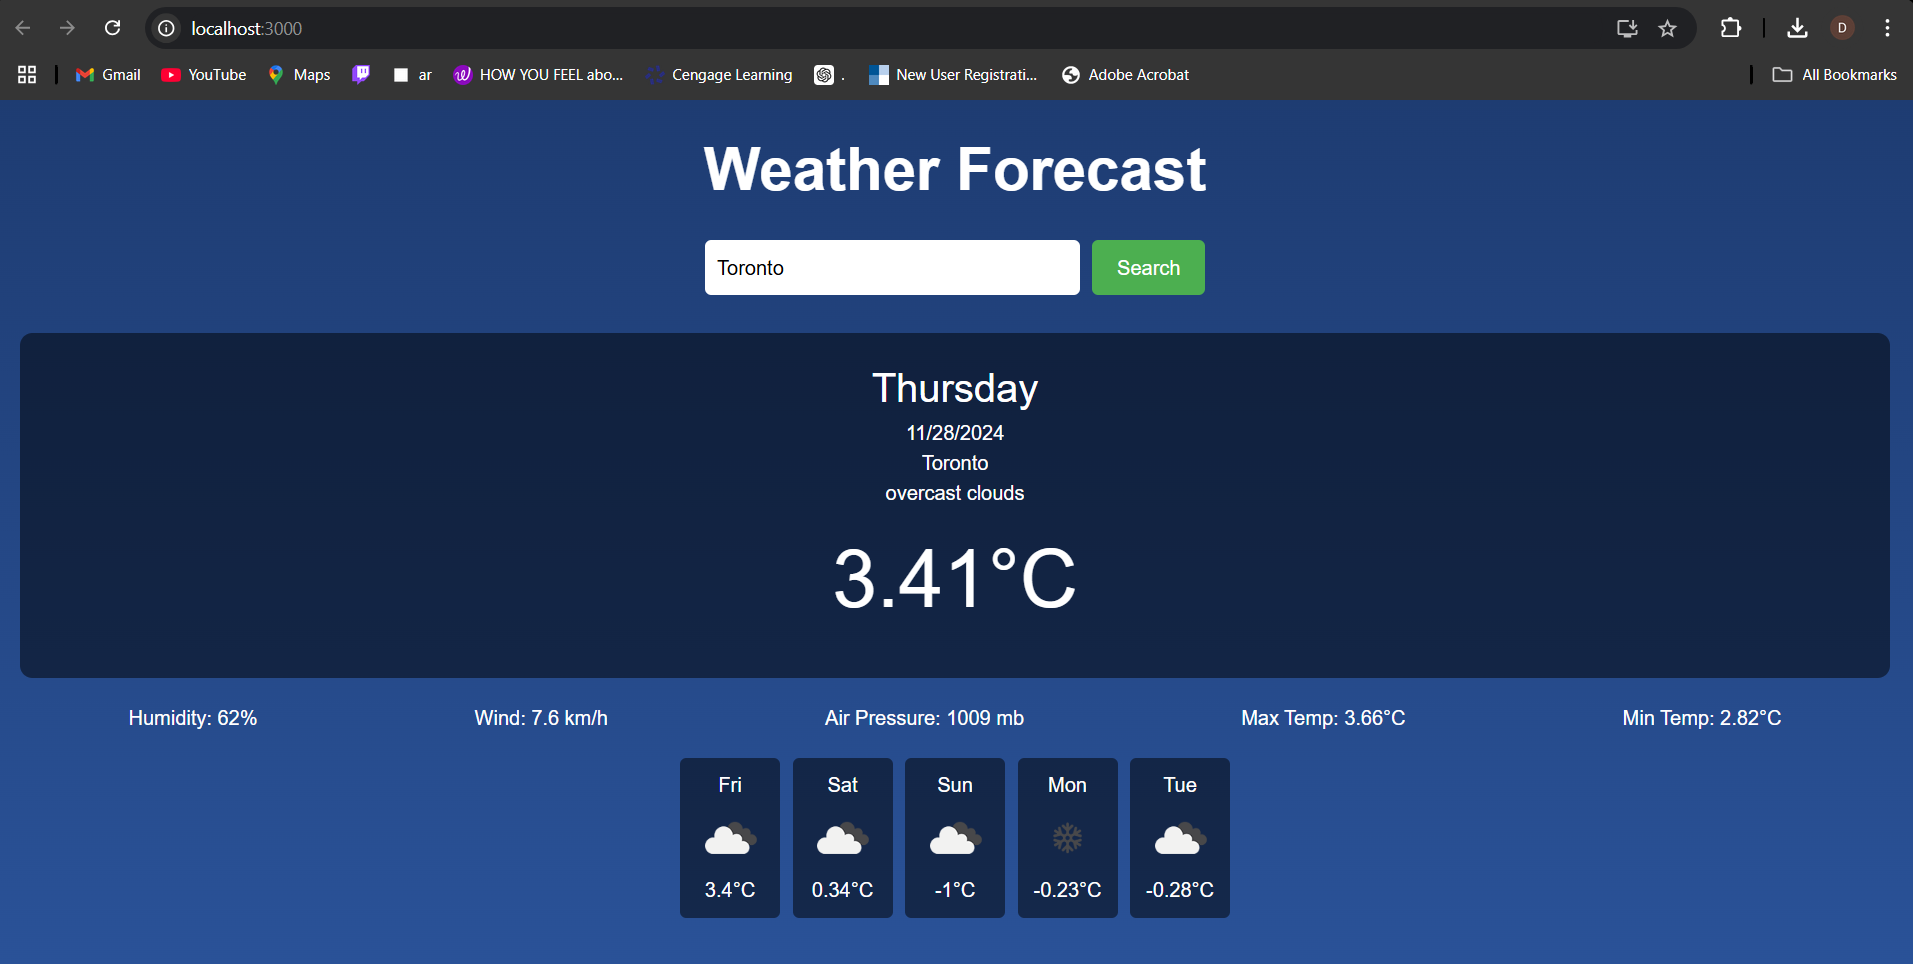 localhost:3000
D
Gmail YouTube Maps ar HOW YOU FEEL abo... Cengage Learning . New User Registrati... Adobe Acrobat All Bookmarks
Weather Forecast
Toronto Search
Thursday
11/28/2024
Toronto
overcast clouds
3.41°C
Humidity: 62% Wind: 7.6 km/h Air Pressure: 1009 mb Max Temp: 3.66°C Min Temp: 2.82°C
Fri Sat Sun Mon Tue
3.4°C 0.34°C -1°C -0.23°C -0.28°C